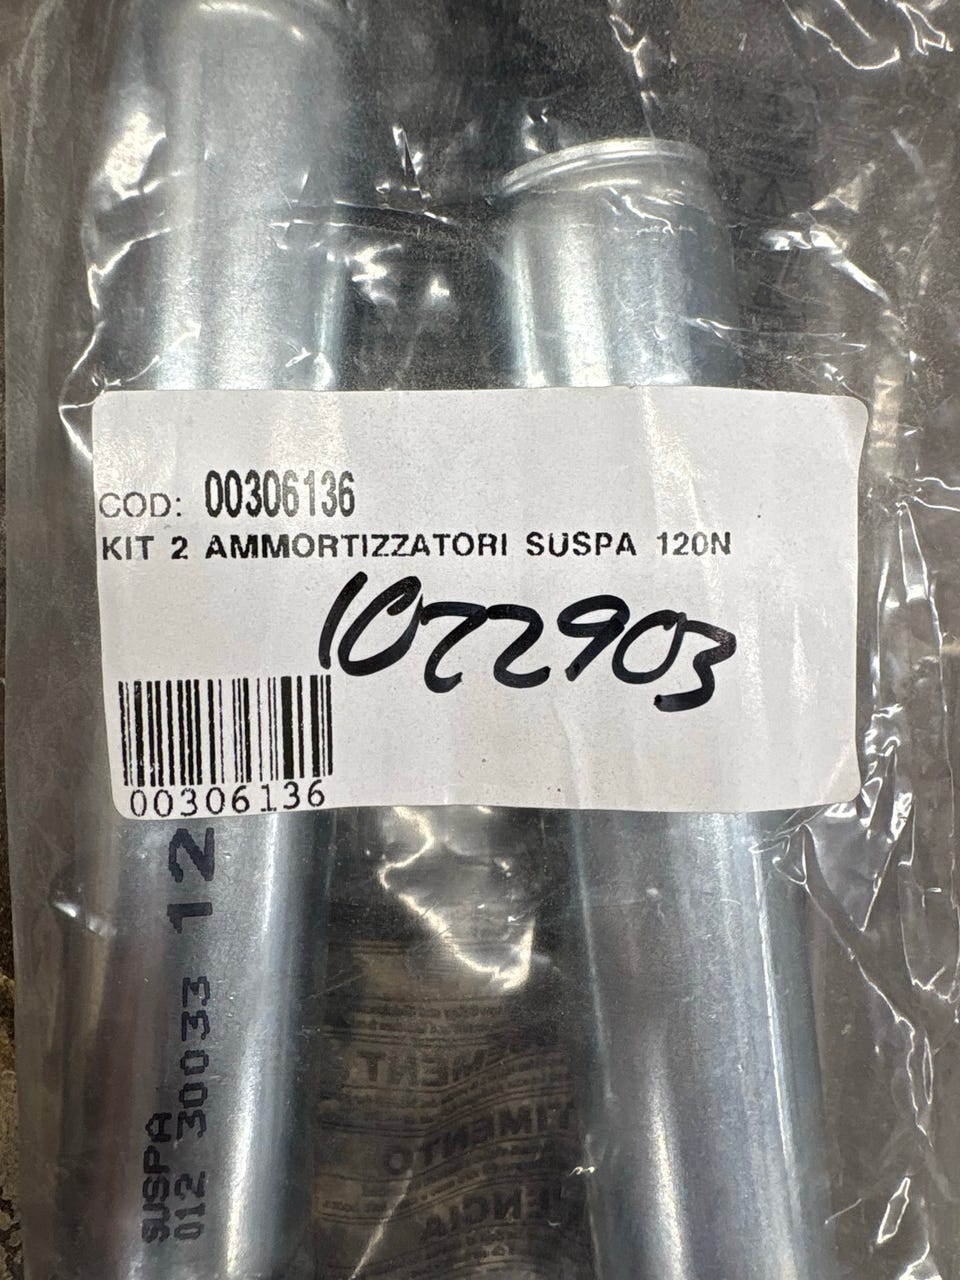 COD: 00306136
KIT 2 AMMORTIZZATORI SUSPA 120N
1022903
00306136
12
SUSPA
012 30033